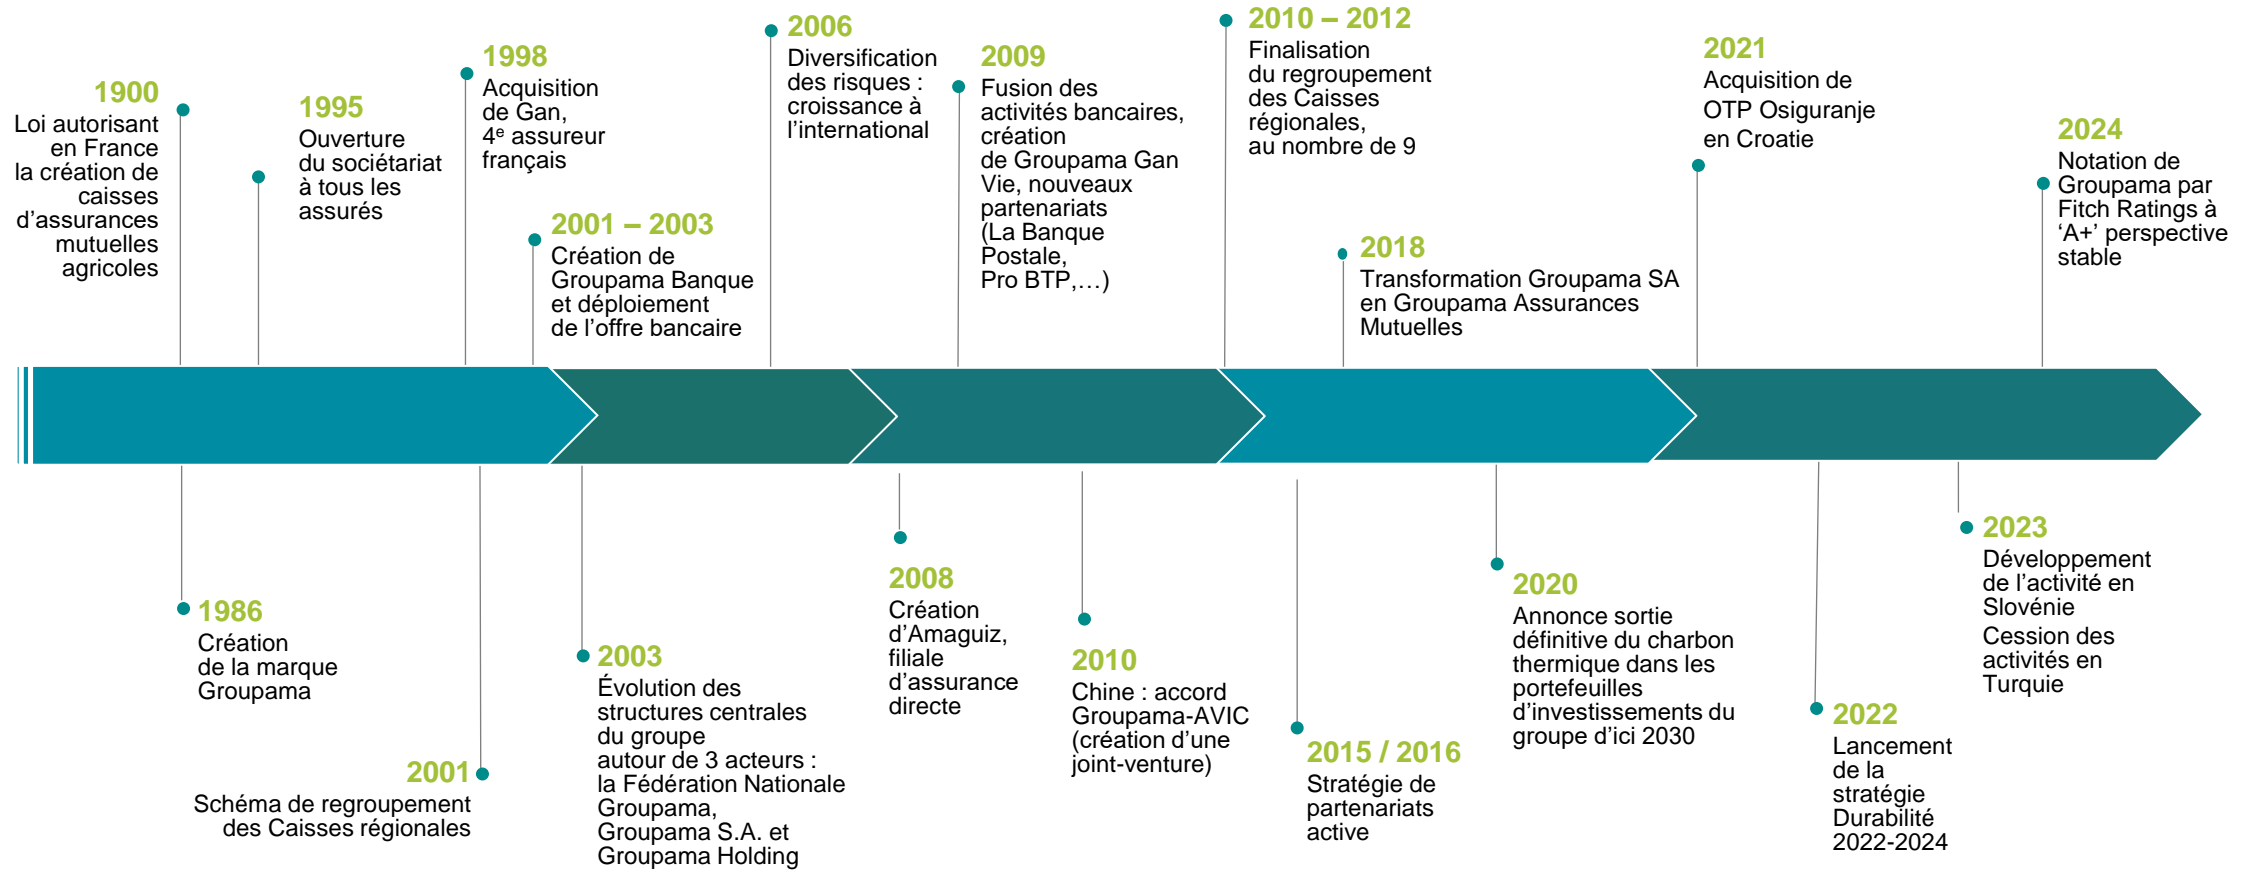 1900
Loi autorisant
en France
la création de
caisses
d’assurances
mutuelles
agricoles
1995
Ouverture
du sociétariat
à tous les
assurés
1998
Acquisition
de Gan,
4e assureur
français
2001 – 2003
Création de
Groupama Banque
et déploiement
de l’offre bancaire
2006
Diversification
des risques :
croissance à
l’international
2009
Fusion des
activités bancaires,
création
de Groupama Gan
Vie, nouveaux
partenariats
(La Banque
Postale,
Pro BTP,…)
2010 – 2012
Finalisation
du regroupement
des Caisses
régionales,
au nombre de 9
2018
Transformation Groupama SA
en Groupama Assurances
Mutuelles
2021
Acquisition de
OTP Osiguranje
en Croatie
2024
Notation de
Groupama par
Fitch Ratings à
‘A+’ perspective
stable
1986
Création
de la marque
Groupama
2001
Schéma de regroupement
des Caisses régionales
2003
Évolution des
structures centrales
du groupe
autour de 3 acteurs :
la Fédération Nationale
Groupama,
Groupama S.A. et
Groupama Holding
2008
Création
d’Amaguiz,
filiale
d’assurance
directe
2010
Chine : accord
Groupama-AVIC
(création d’une
joint-venture)
2015 / 2016
Stratégie de
partenariats
active
2020
Annonce sortie
définitive du charbon
thermique dans les
portefeuilles
d’investissements du
groupe d’ici 2030
2022
Lancement
de la
stratégie
Durabilité
2022-2024
2023
Développement
de l’activité en
Slovénie
Cession des
activités en
Turquie